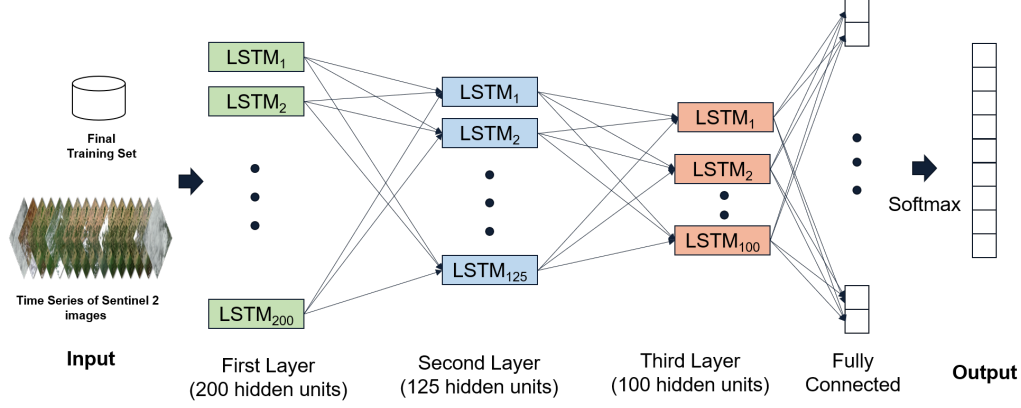 LSTM1
LSTM2
LSTM200
LSTM1
LSTM2
LSTM125
LSTM1
LSTM2
LSTM100
Final
Training Set
Time Series of Sentinel 2
images
Softmax
Input
First Layer
(200 hidden units)
Second Layer
(125 hidden units)
Third Layer
(100 hidden units)
Fully
Connected
Output